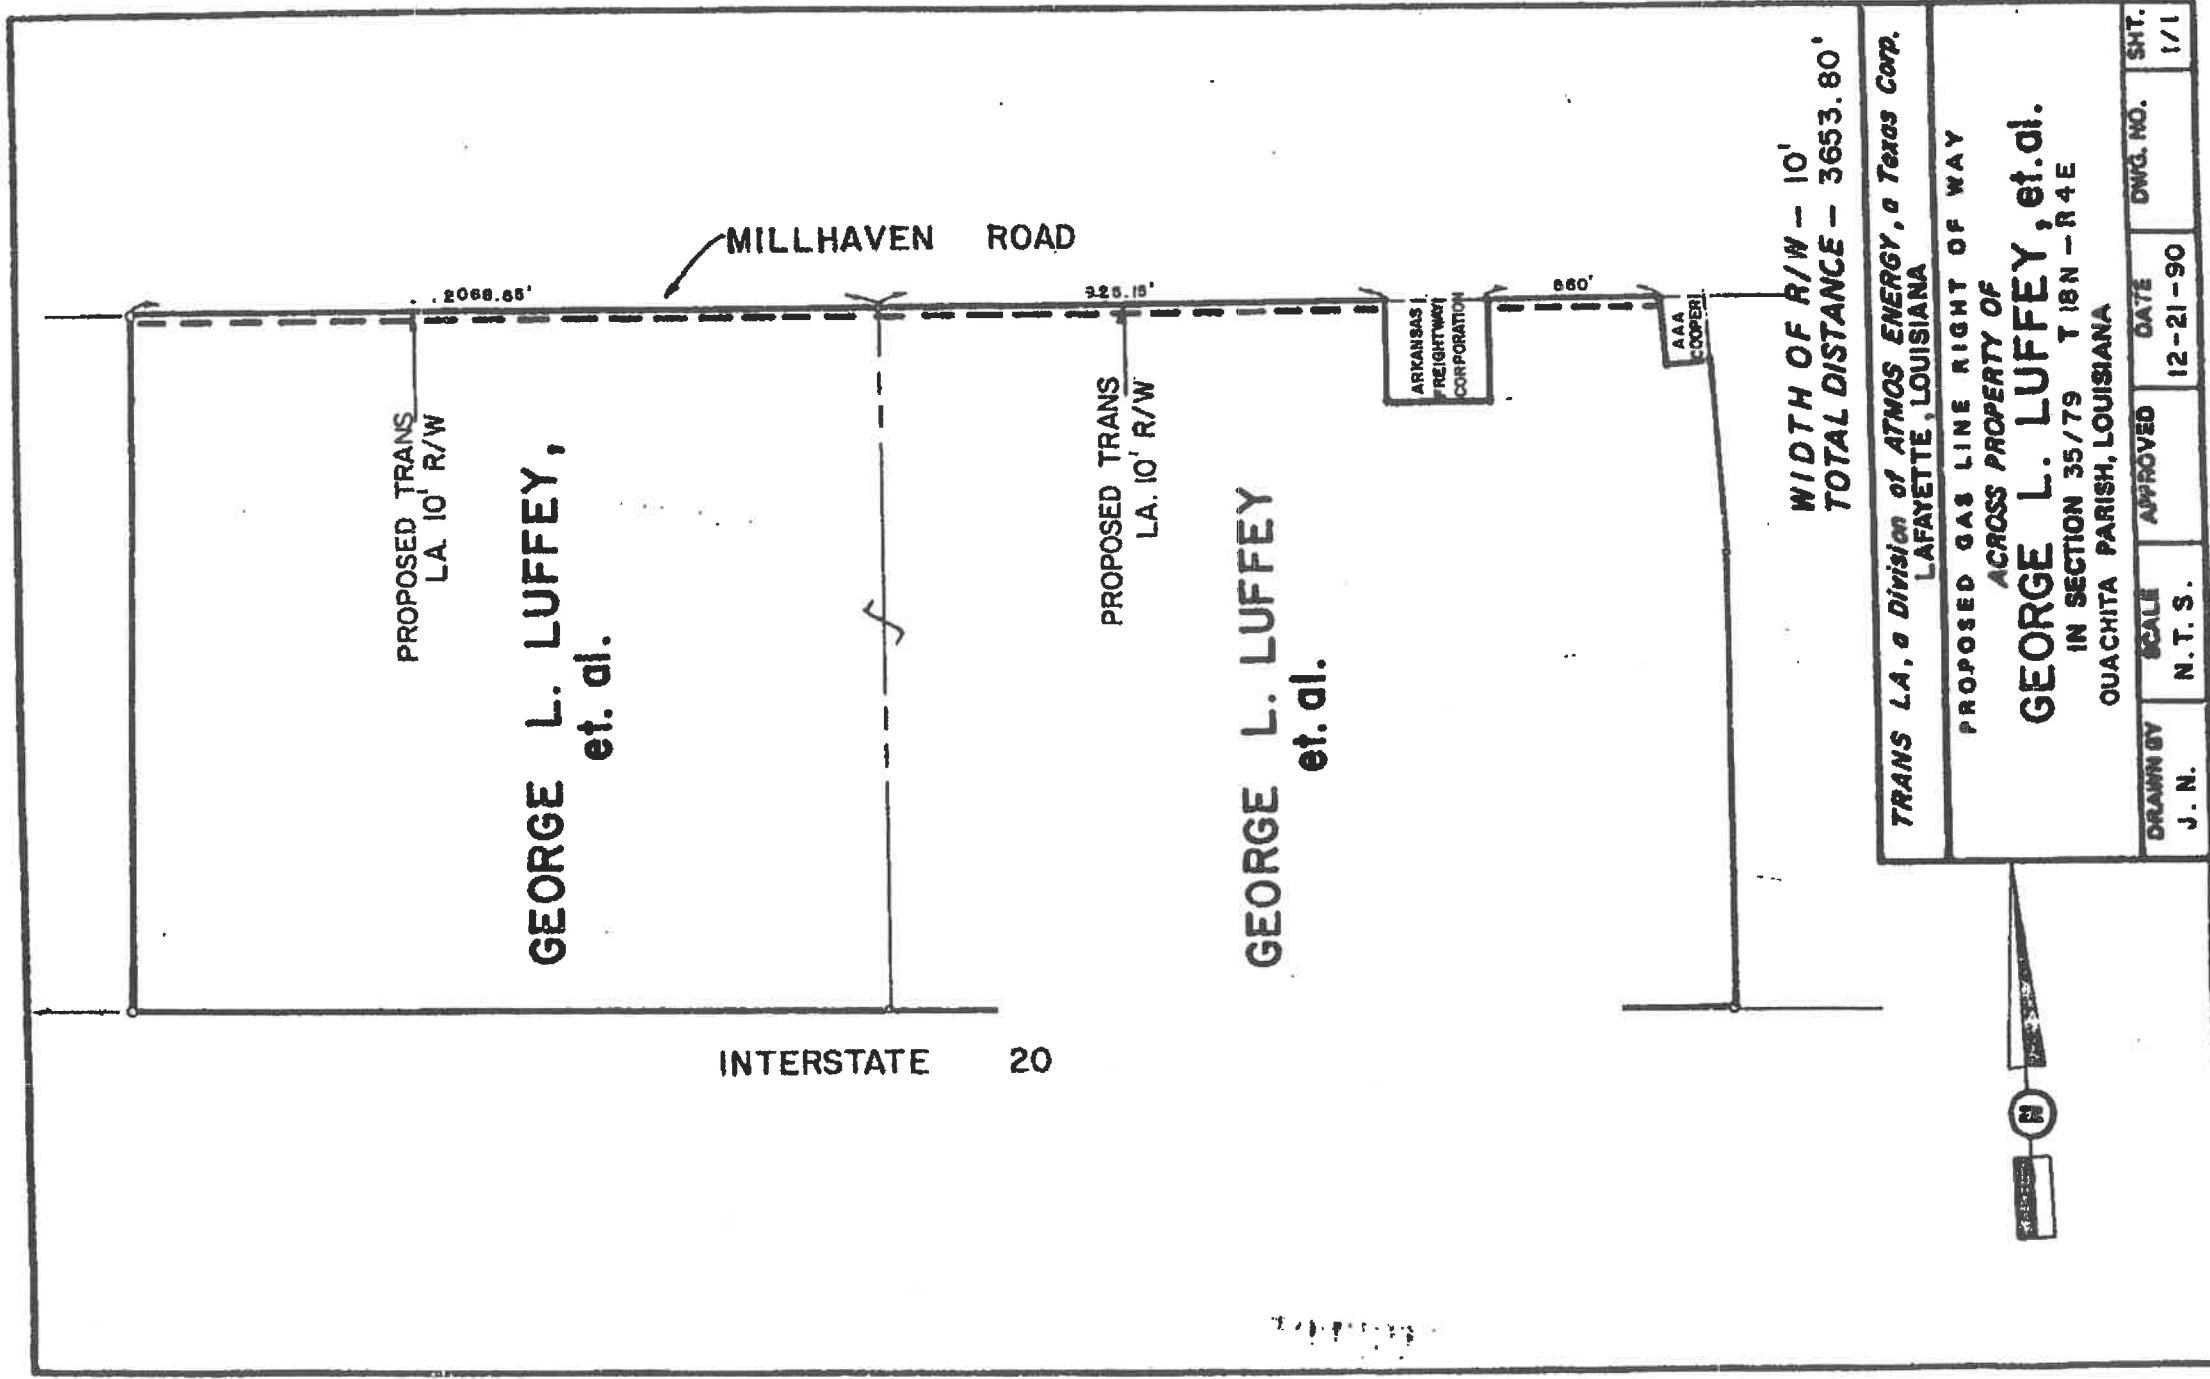 MILLHAVEN ROAD
2068.65'
925.15'
660'
PROPOSED TRANS
LA. 10' R/W
GEORGE L. LUFFEY,
et. al.
PROPOSED TRANS
LA. 10' R/W
GEORGE L. LUFFEY
et. al.
ARKANSAS
FREIGHTWAY
CORPORATION
AAA
COOPER
INTERSTATE 20
WIDTH OF R/W – 10'
TOTAL DISTANCE – 3653.80'
TRANS LA, a Division of ATMOS ENERGY, a Texas Corp.
LAFAYETTE, LOUISIANA
PROPOSED GAS LINE RIGHT OF WAY
ACROSS PROPERTY OF
GEORGE L. LUFFEY, et.al.
IN SECTION 35/79 T 18N – R 4E
OUACHITA PARISH, LOUISIANA
DRAWN BY SCALE APPROVED DATE DWG. NO. SHT.
J. N. N. T. S. 12-21-90 1/1
N